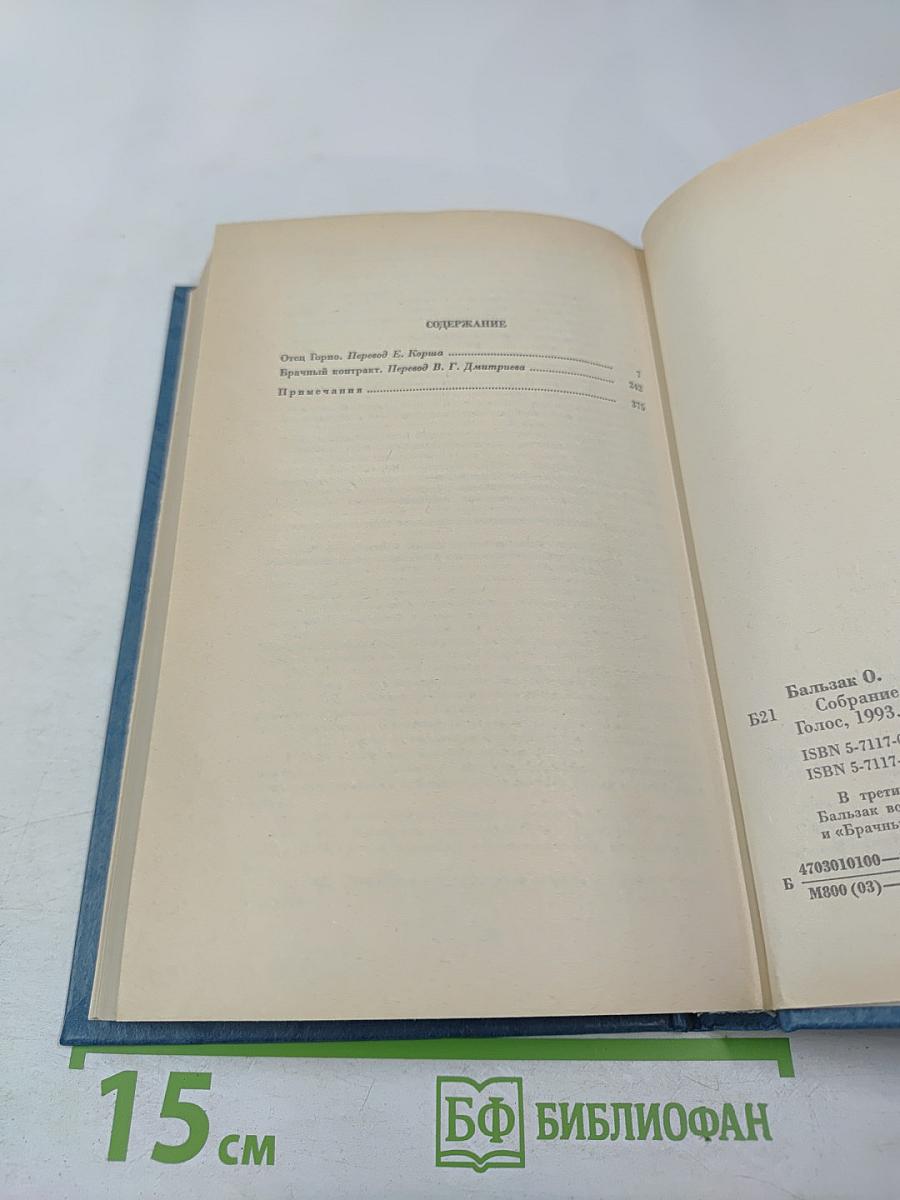 СОДЕРЖАНИЕ
Отец Горио. Перевод Е. Корша 7
Брачный контракт. Перевод В. Г. Дмитриева 242
Примечания 375
Бальзак О.
Б21 Собрание
Голос, 1993.
ISBN 5-7117-
ISBN 5-7117-
В трети
Бальзак во
и «Брачны
Б 4703010100—
М800 (03)—
15 см
БФ БИБЛИОФАН